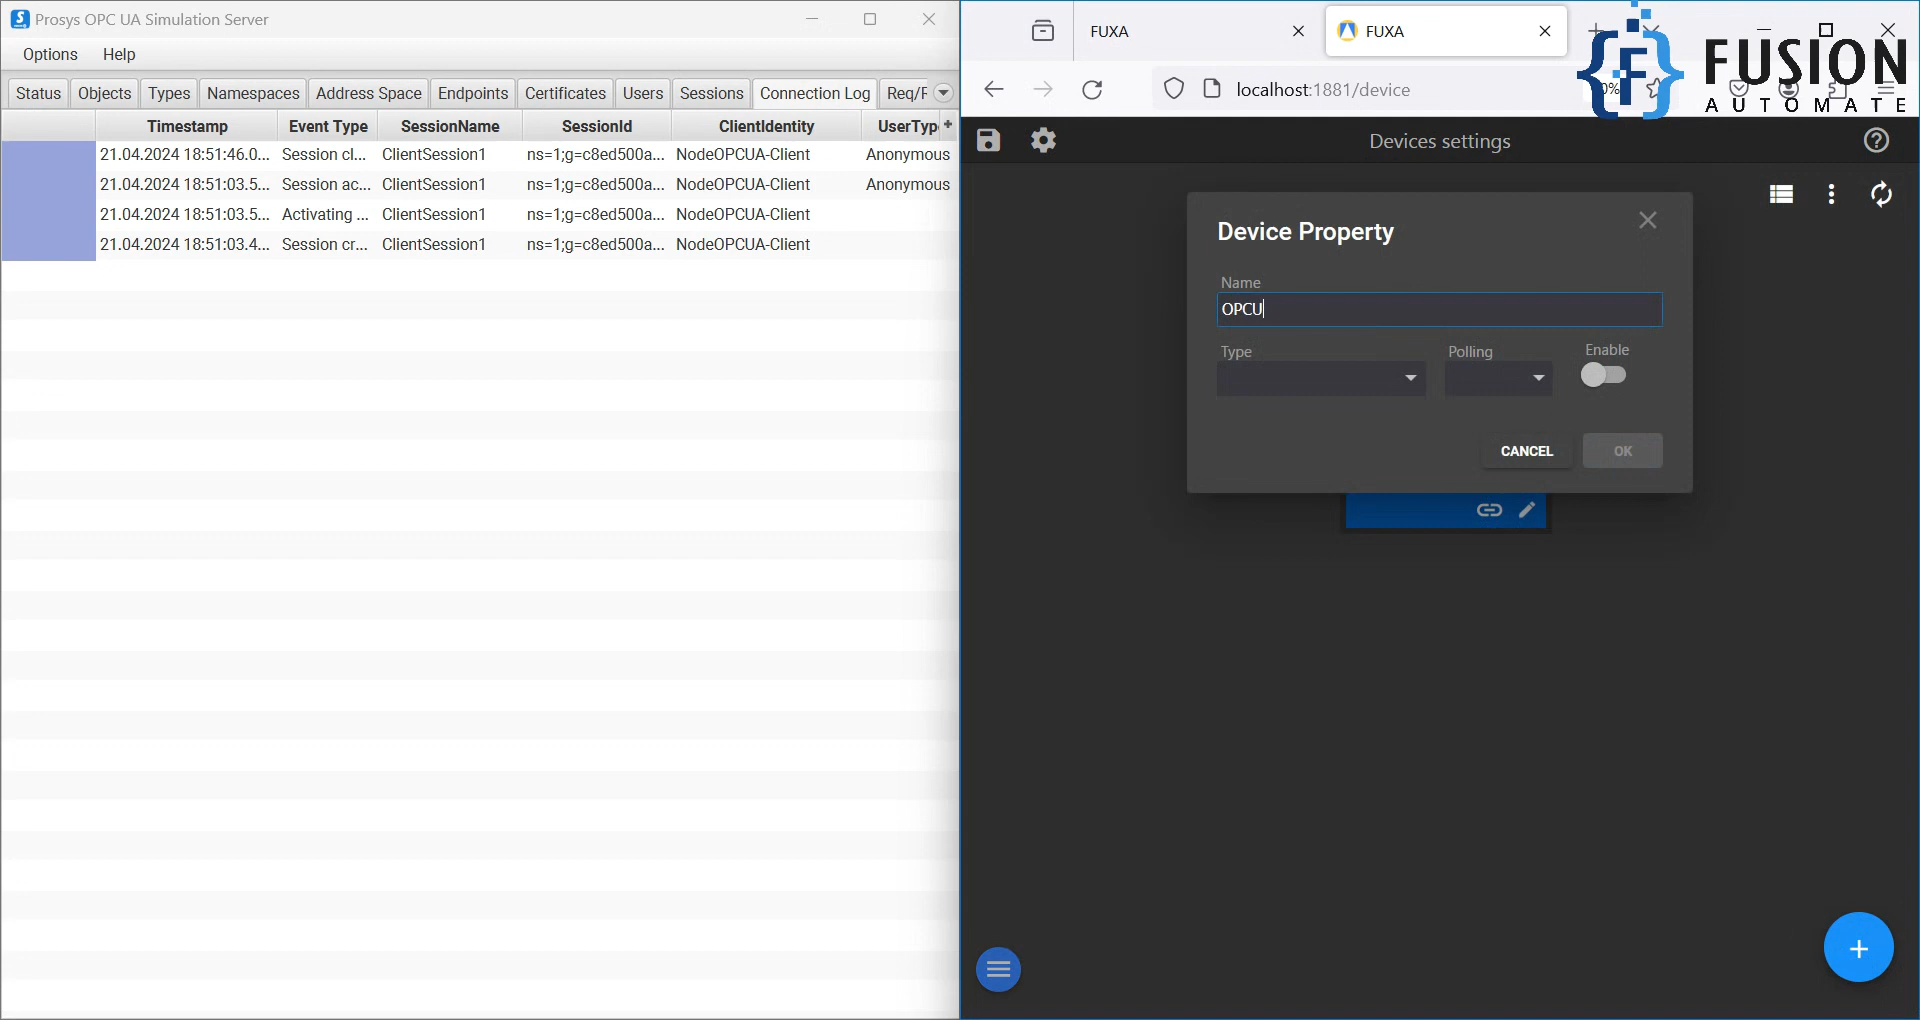 Prosys OPC UA Simulation Server
Options Help
Status Objects Types Namespaces Address Space Endpoints Certificates Users Sessions Connection Log Req/
Timestamp Event Type SessionName SessionId ClientIdentity UserTyp +
21.04.2024 18:51:46.0... Session cl... ClientSession1 ns=1;g=c8ed500a... NodeOPCUA-Client Anonymous
21.04.2024 18:51:03.5... Session ac... ClientSession1 ns=1;g=c8ed500a... NodeOPCUA-Client Anonymous
21.04.2024 18:51:03.5... Activating ... ClientSession1 ns=1;g=c8ed500a... NodeOPCUA-Client
21.04.2024 18:51:03.4... Session cr... ClientSession1 ns=1;g=c8ed500a... NodeOPCUA-Client
FUXA
FUXA
localhost:1881/device
0%
{F} FUSION
AUTOMATE
Devices settings
Device Property
Name
OPCU
Type Polling Enable
CANCEL OK